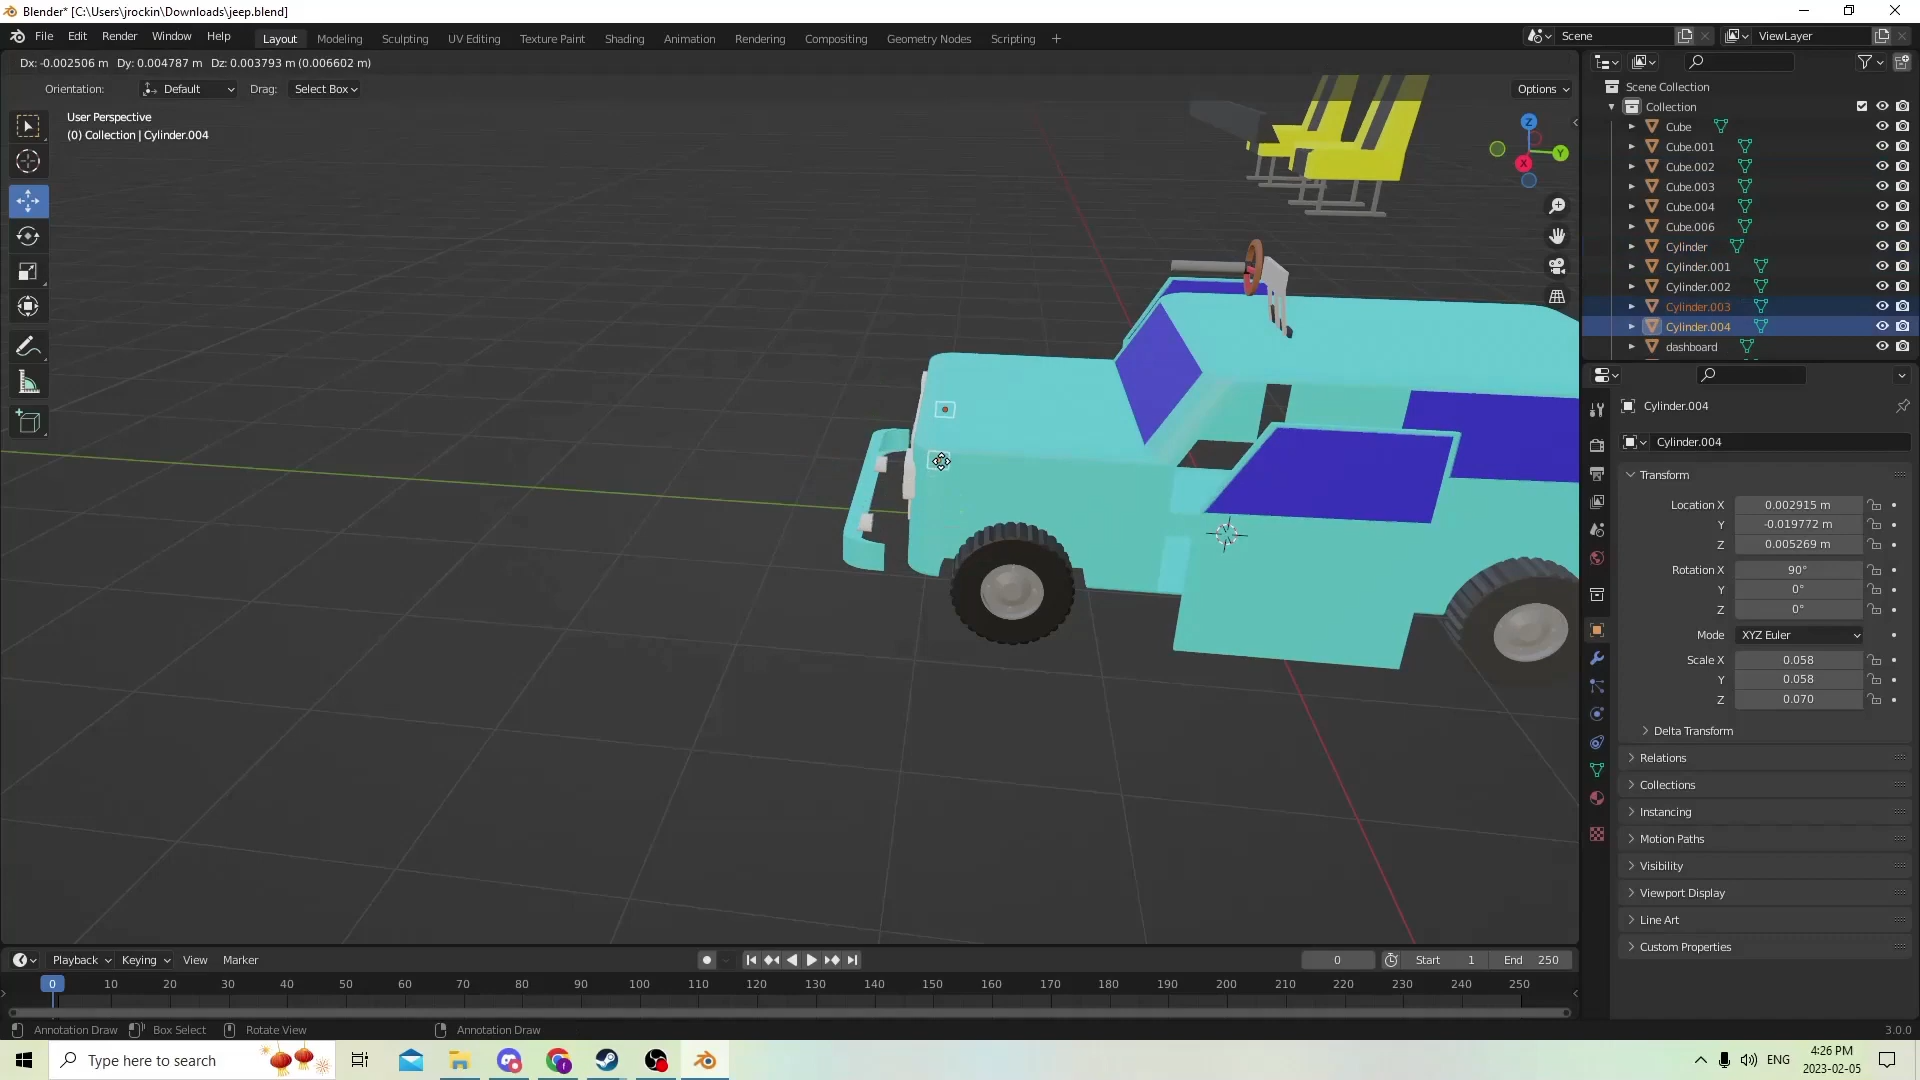 Blender* [C:\Users\jrockin\Downloads\jeep.blend]
File Edit Render Window Help
Layout Modeling Sculpting UV Editing Texture Paint Shading Animation Rendering Compositing Geometry Nodes Scripting
Scene
ViewLayer
Dx: -0.002506 m Dy: 0.004787 m Dz: 0.003793 m (0.006602 m)
Orientation: Default Drag: Select Box
Options
User Perspective
(0) Collection | Cylinder.004
Z
Y
X
Scene Collection
Collection
Cube
Cube.001
Cube.002
Cube.003
Cube.004
Cube.006
Cylinder
Cylinder.001
Cylinder.002
Cylinder.003
Cylinder.004
dashboard
Cylinder.004
Cylinder.004
Transform
Location X 0.002915 m
Y -0.019772 m
Z 0.005269 m
Rotation X 90°
Y 0°
Z 0°
Mode XYZ Euler
Scale X 0.058
Y 0.058
Z 0.070
Delta Transform
Relations
Collections
Instancing
Motion Paths
Visibility
Viewport Display
Line Art
Custom Properties
Playback Keying View Marker
0
Start 1
End 250
0 10 20 30 40 50 60 70 80 90 100 110 120 130 140 150 160 170 180 190 200 210 220 230 240 250
Annotation Draw Box Select Rotate View Annotation Draw
3.0.0
Type here to search
ENG
4:26 PM
2023-02-05